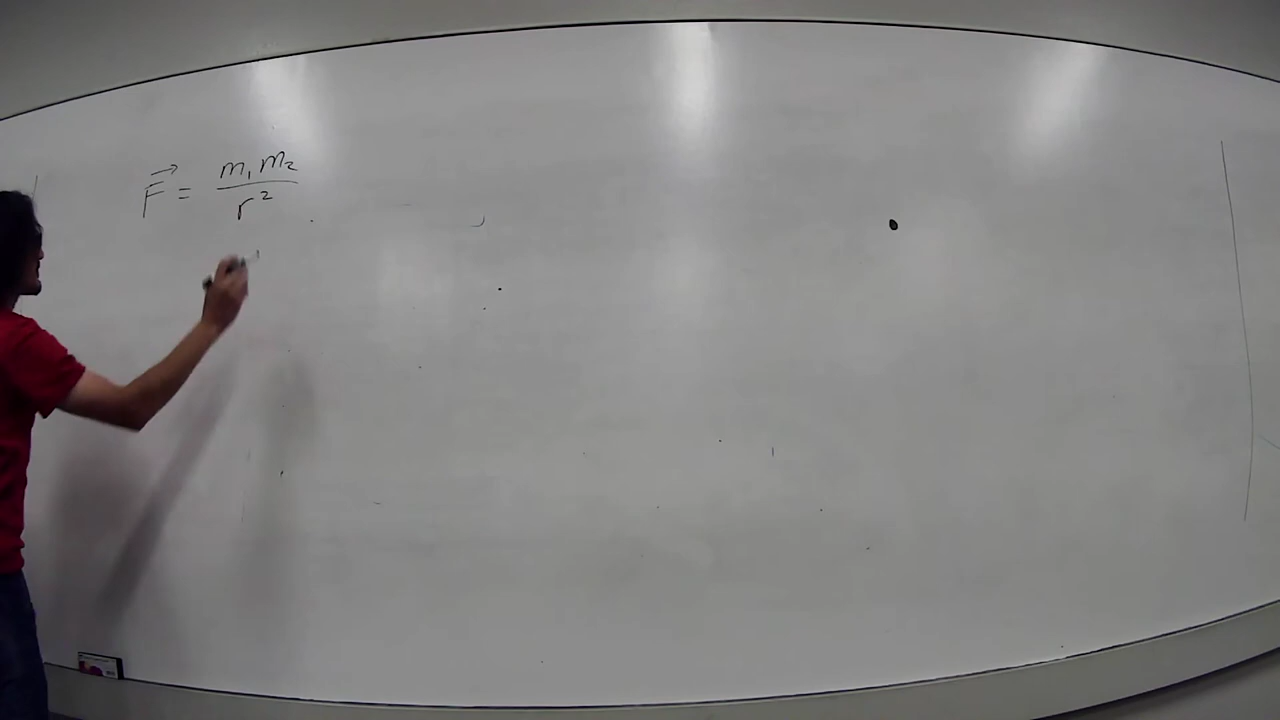 F⃗ = m₁m₂ / r²